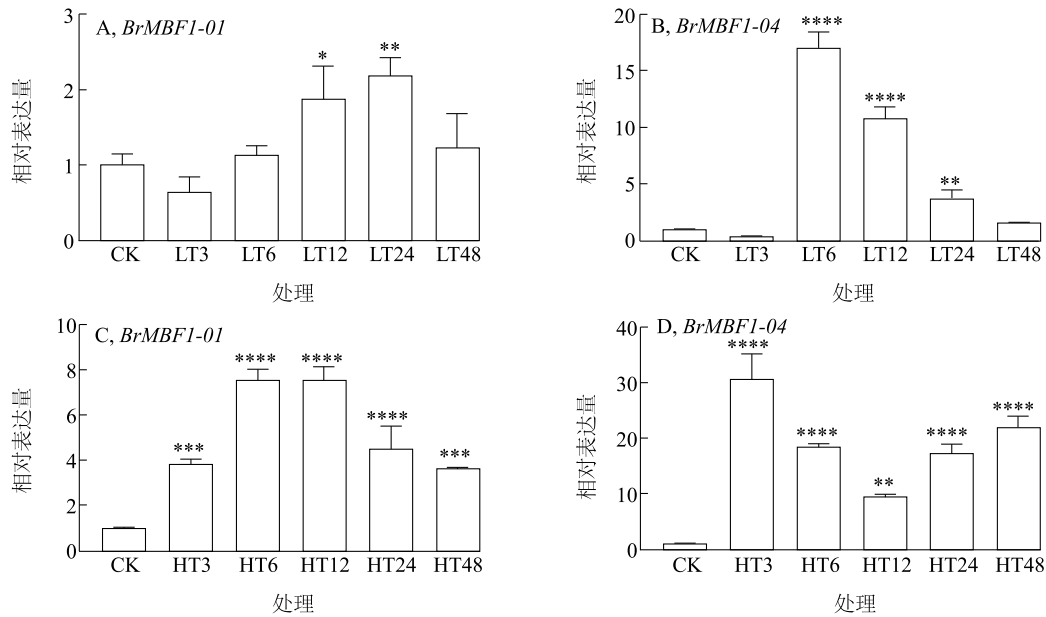 A, BrMBF1-01
相对表达量
3
2
1
0
*
**
CK LT3 LT6 LT12 LT24 LT48
处理
B, BrMBF1-04
相对表达量
20
15
10
5
0
****
****
**
CK LT3 LT6 LT12 LT24 LT48
处理
C, BrMBF1-01
相对表达量
10
8
6
4
2
0
***
****
****
****
***
CK HT3 HT6 HT12 HT24 HT48
处理
D, BrMBF1-04
相对表达量
40
30
20
10
0
****
****
**
****
****
CK HT3 HT6 HT12 HT24 HT48
处理